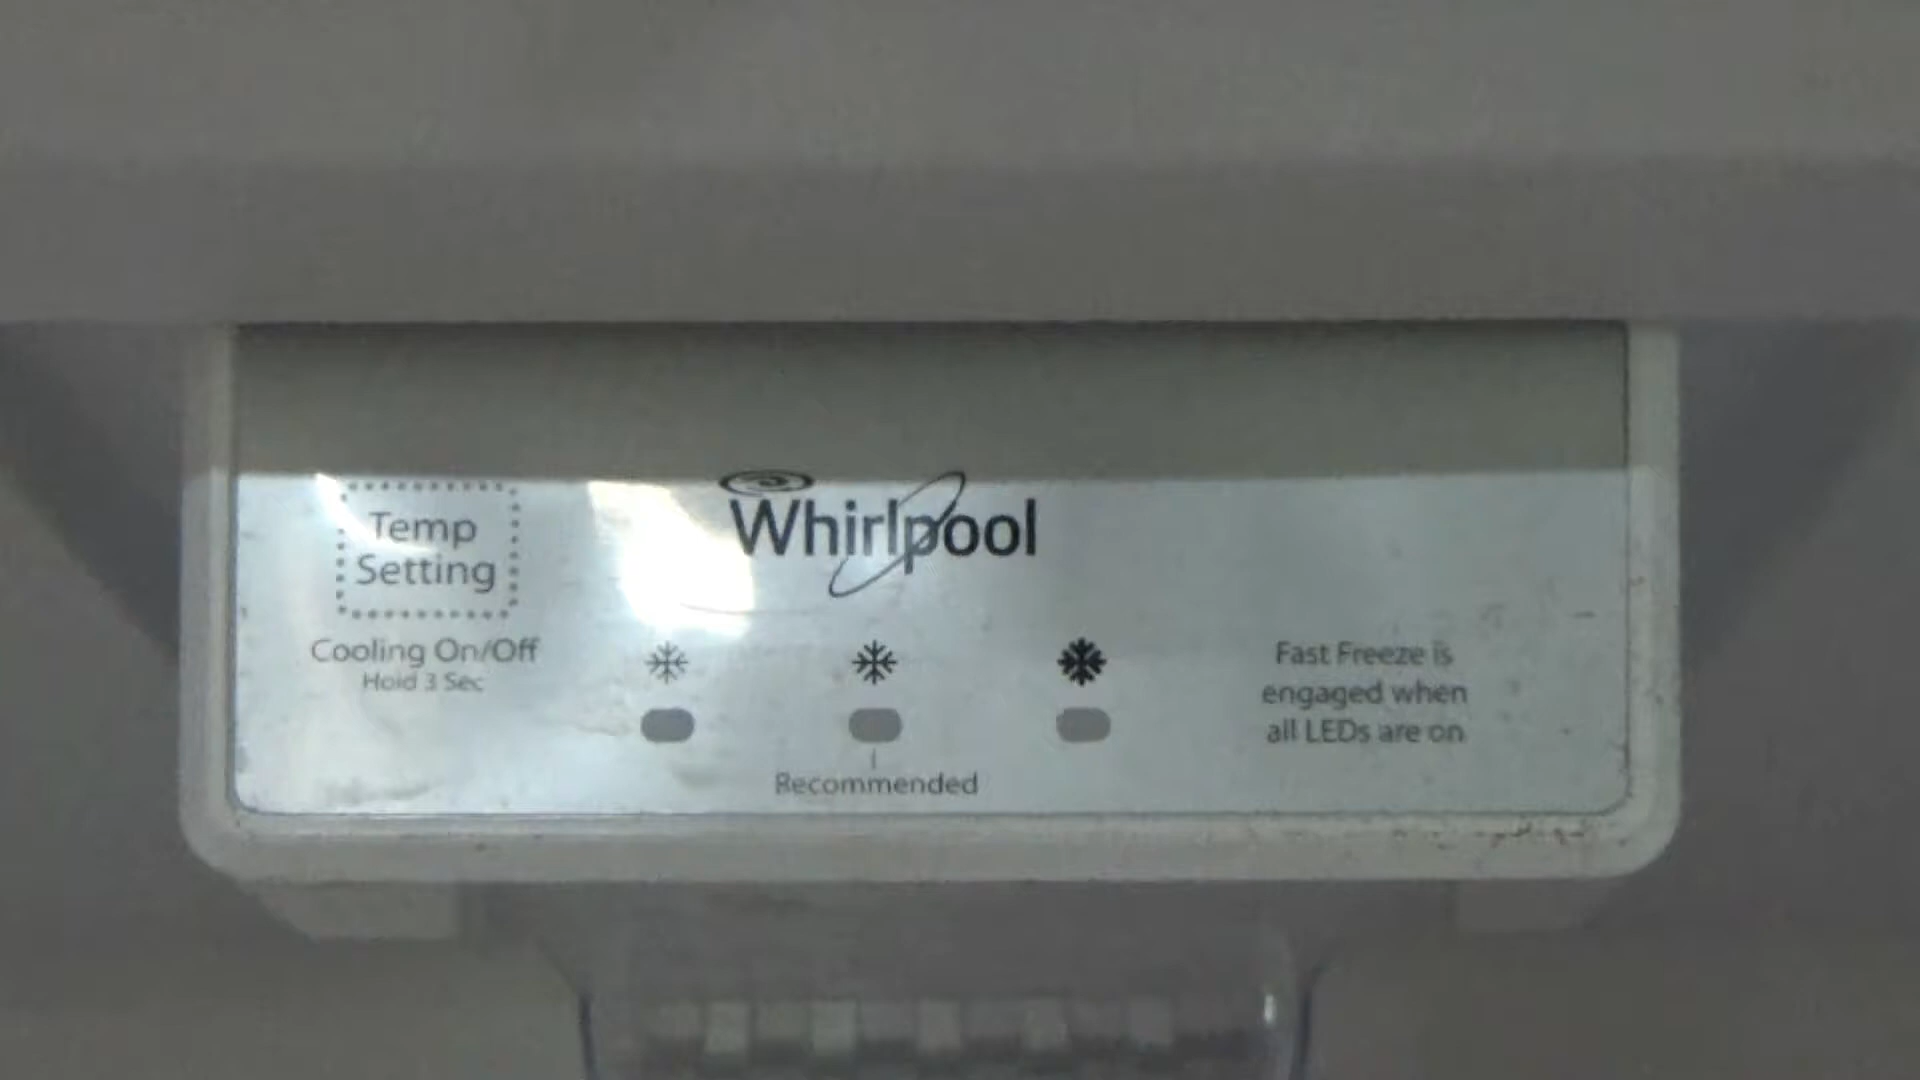 Temp
Setting
Cooling On/Off
Hold 3 Sec
Whirlpool
Recommended
Fast Freeze is
engaged when
all LEDs are on